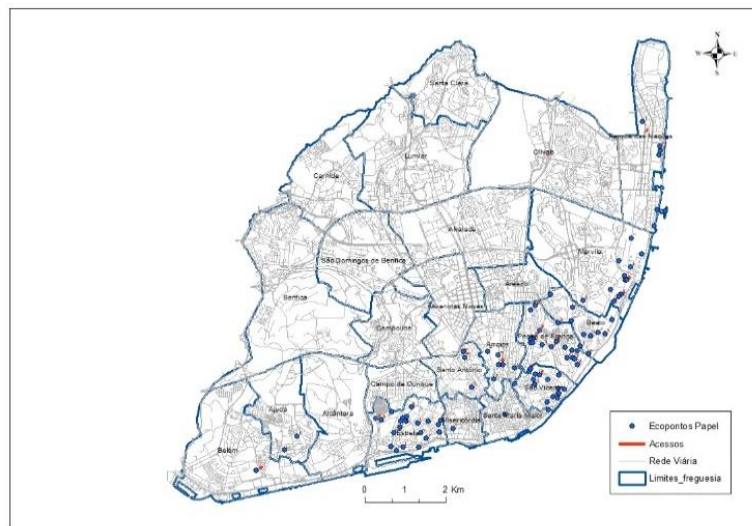 N
W E
S
Santa Clara
Parque das Nações
Lumiar
Olivais
Carnide
Alvalade
Marvila
São Domingos de Benfica
Areeiro
Benfica
Avenidas Novas
Beato
Campolide
Penha de França
Arroios
Santo António
Campo de Ourique
São Vicente
Ajuda
Alcântara
Misericórdia
Santa Maria Maior
Estrela
Belém
Ecopontos Papel
Acessos
Rede Viária
Limites_freguesia
0 1 2 Km